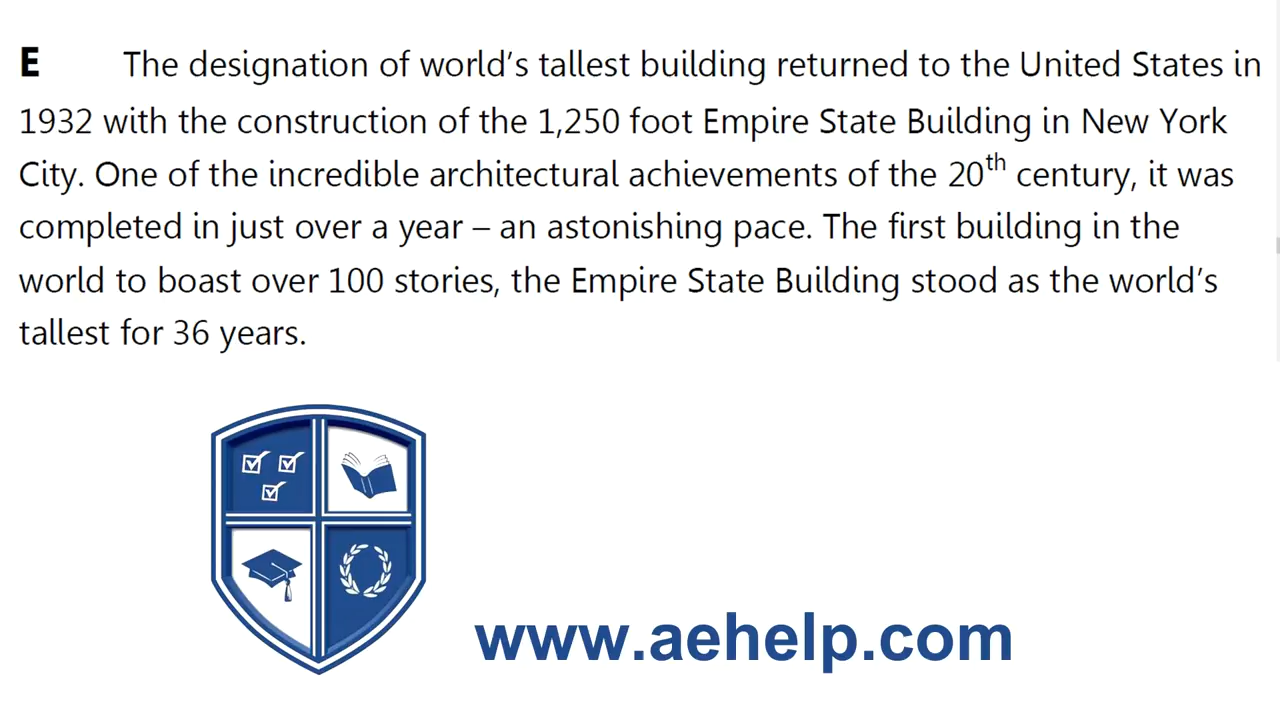 E The designation of world’s tallest building returned to the United States in
1932 with the construction of the 1,250 foot Empire State Building in New York
City. One of the incredible architectural achievements of the 20th century, it was
completed in just over a year – an astonishing pace. The first building in the
world to boast over 100 stories, the Empire State Building stood as the world’s
tallest for 36 years.
www.aehelp.com